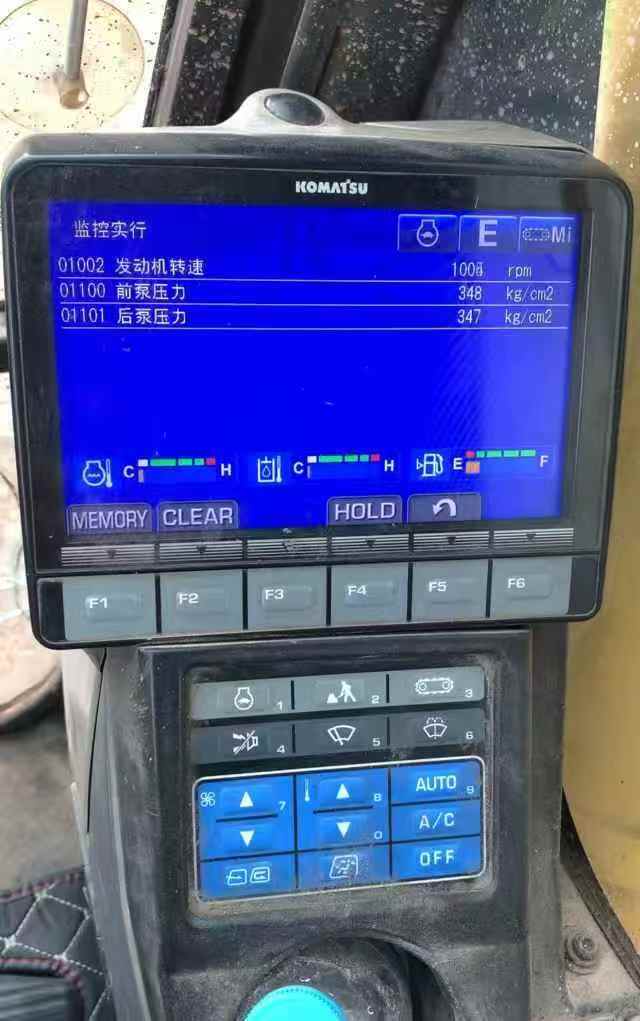 KOMATSU
监控实行 E Mi
01002 发动机转速 rpm
01100 前泵压力 348 kg/cm2
01101 后泵压力 347 kg/cm2
C H C H E F
MEMORY CLEAR HOLD
F1 F2 F3 F4 F5 F6
1 2 3
4 5 6
7 8 AUTO 9
0 A/C
OFF